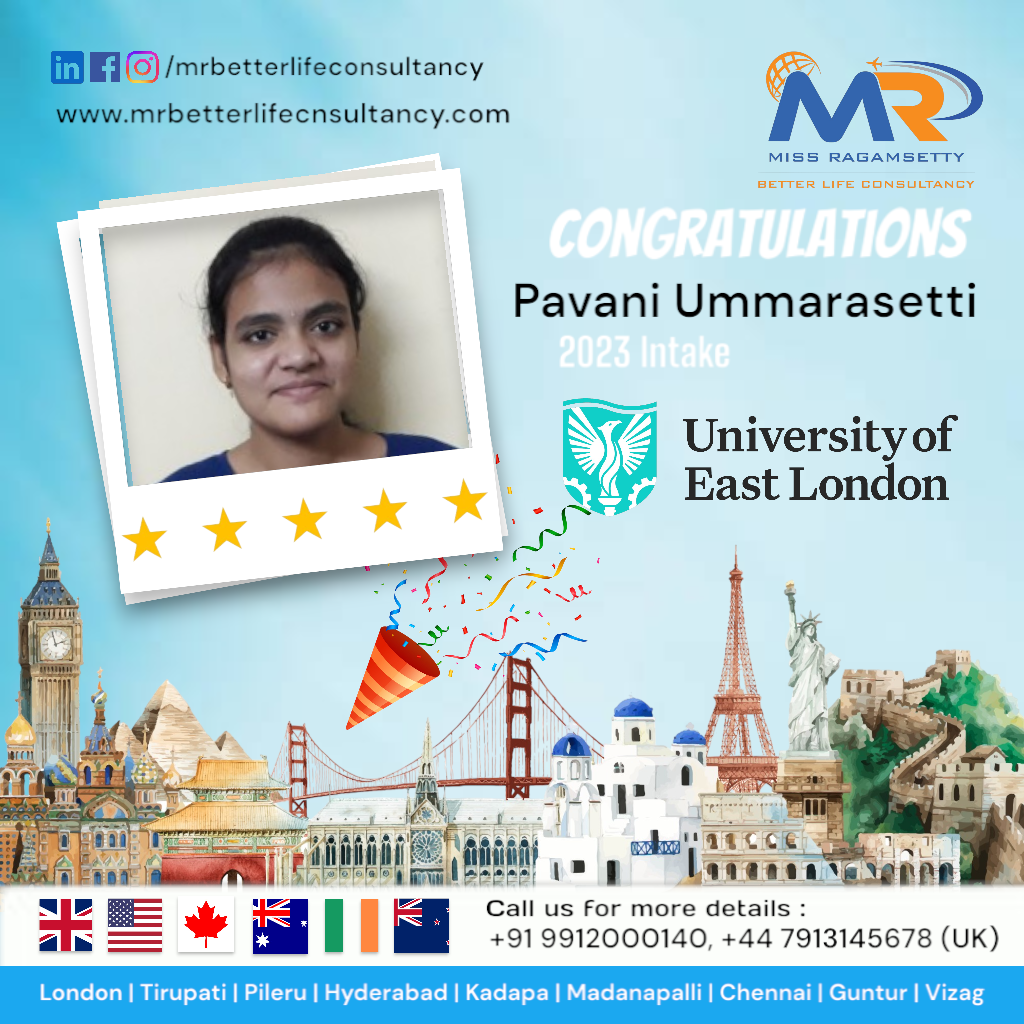 /mrbetterlifeconsultancy
www.mrbetterlifecnsultancy.com
MR
MISS RAGAMSETTY
BETTER LIFE CONSULTANCY
CONGRATULATIONS
Pavani Ummarasetti
2023 Intake
University of
East London
Call us for more details :
+91 9912000140, +44 7913145678 (UK)
London | Tirupati | Pileru | Hyderabad | Kadapa | Madanapalli | Chennai | Guntur | Vizag